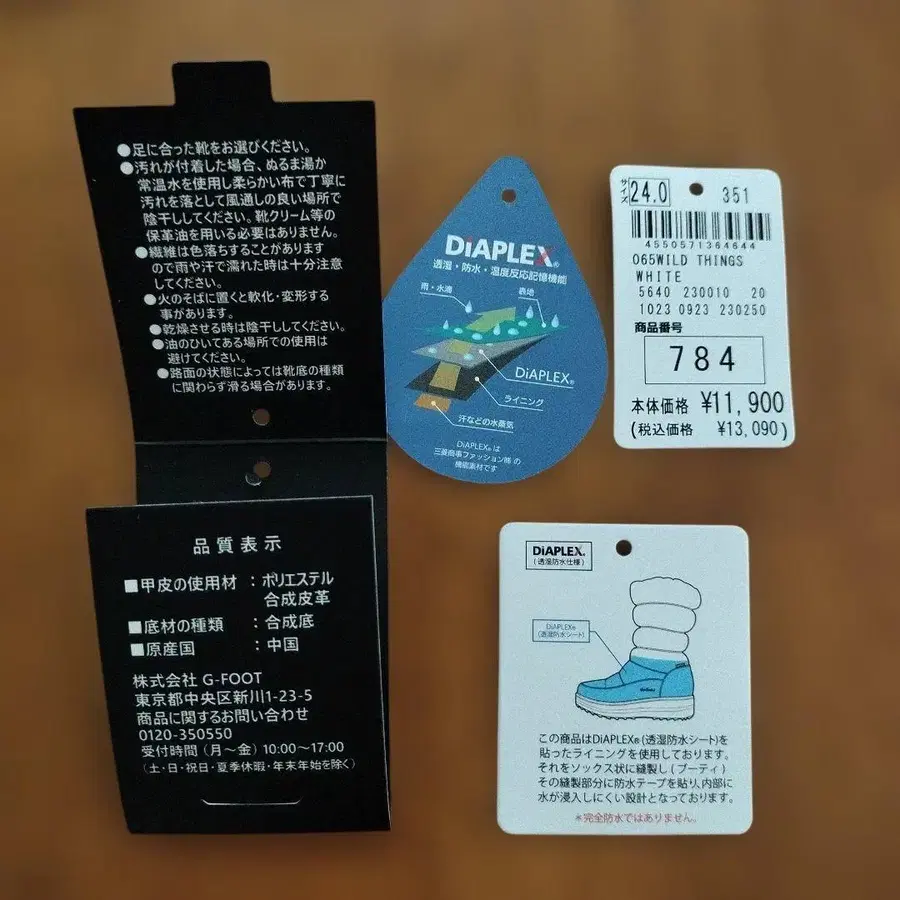 ●足に合った靴をお選びください。
●汚れが付着した場合、ぬるま湯か
常温水を使用し柔らかい布で丁寧に
汚れを落として風通しの良い場所で
陰干ししてください。靴クリーム等の
保革油を用いる必要はありません。
●繊維は色落ちすることがあります
ので雨や汗で濡れた時は十分注意
してください。
●火のそばに置くと軟化・変形する
事があります。
●乾燥させる時は陰干ししてください。
●油のひいてある場所での使用は
避けてください。
●路面の状態によっては靴底の種類
に関わらず滑る場合があります。
品質表示
■甲皮の使用材 : ポリエステル
合成皮革
■底材の種類 : 合成底
■原産国 : 中国
株式会社 G-FOOT
東京都中央区新川1-23-5
商品に関するお問い合わせ
0120-350550
受付時間 (月～金) 10:00～17:00
(土・日・祝日・夏季休暇・年末年始を除く)
DiAPLEX®
透湿・防水・温度反応記憶機能
雨・水滴
表地
DiAPLEX®
ライニング
汗などの水蒸気
DiAPLEX® は
三菱商事ファッション㈱ の
機能素材です
サイズ 24.0 351
4550571364644
065WILD THINGS
WHITE
5640 230010 20
1023 0923 230250
商品番号
784
本体価格 ¥11,900
(税込価格 ¥13,090)
DiAPLEX®
(透湿防水仕様)
DiAPLEX®
(透湿防水シート)
この商品はDiAPLEX®(透湿防水シート)を
貼ったライニングを使用しております。
それをソックス状に縫製し(ブーティ)
その縫製部分に防水テープを貼り、内部に
水が浸入しにくい設計となっております。
*完全防水ではありません。